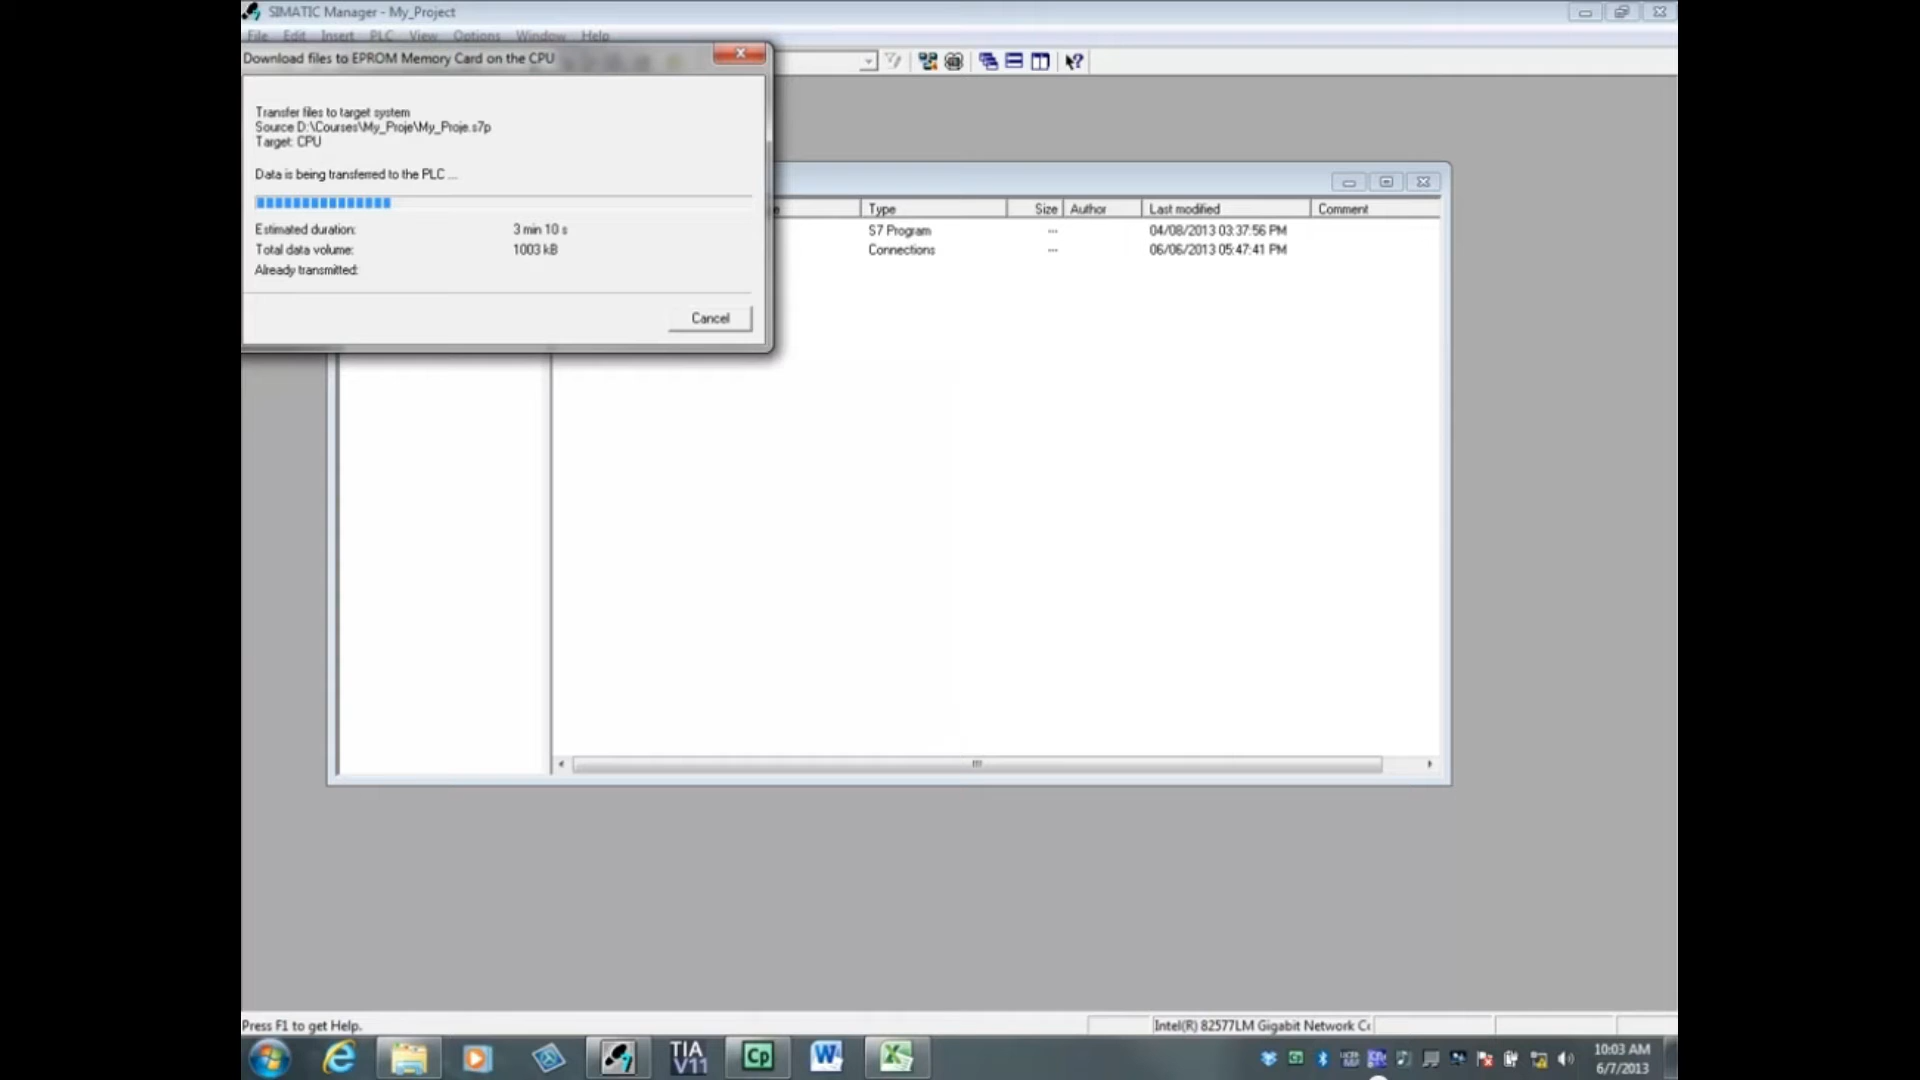 SIMATIC Manager - My_Project
File Edit Insert PLC View Options Window Help
Download files to EPROM Memory Card on the CPU
Transfer files to target system
Source D:\Courses\My_Proje\My_Proje.s7p
Target: CPU
Data is being transferred to the PLC ...
Estimated duration: 3 min 10 s
Total data volume: 1003 kB
Already transmitted:
Cancel
Type Size Author Last modified Comment
S7 Program --- 04/08/2013 03:37:56 PM
Connections --- 06/06/2013 05:47:41 PM
Press F1 to get Help.
Intel(R) 82577LM Gigabit Network
TIA
V11
Cp
10:03 AM
6/7/2013